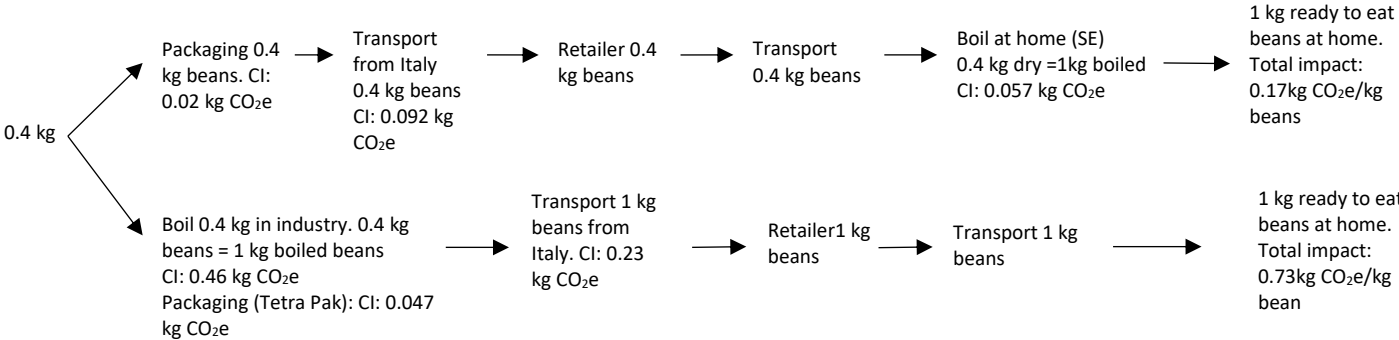 0.4 kg
Packaging 0.4
kg beans. CI:
0.02 kg CO₂e
Transport
from Italy
0.4 kg beans
CI: 0.092 kg
CO₂e
Retailer 0.4
kg beans
Transport
0.4 kg beans
Boil at home (SE)
0.4 kg dry =1kg boiled
CI: 0.057 kg CO₂e
1 kg ready to eat
beans at home.
Total impact:
0.17kg CO₂e/kg
beans
Boil 0.4 kg in industry. 0.4 kg
beans = 1 kg boiled beans
CI: 0.46 kg CO₂e
Packaging (Tetra Pak): CI: 0.047
kg CO₂e
Transport 1 kg
beans from
Italy. CI: 0.23
kg CO₂e
Retailer1 kg
beans
Transport 1 kg
beans
1 kg ready to eat
beans at home.
Total impact:
0.73kg CO₂e/kg
bean